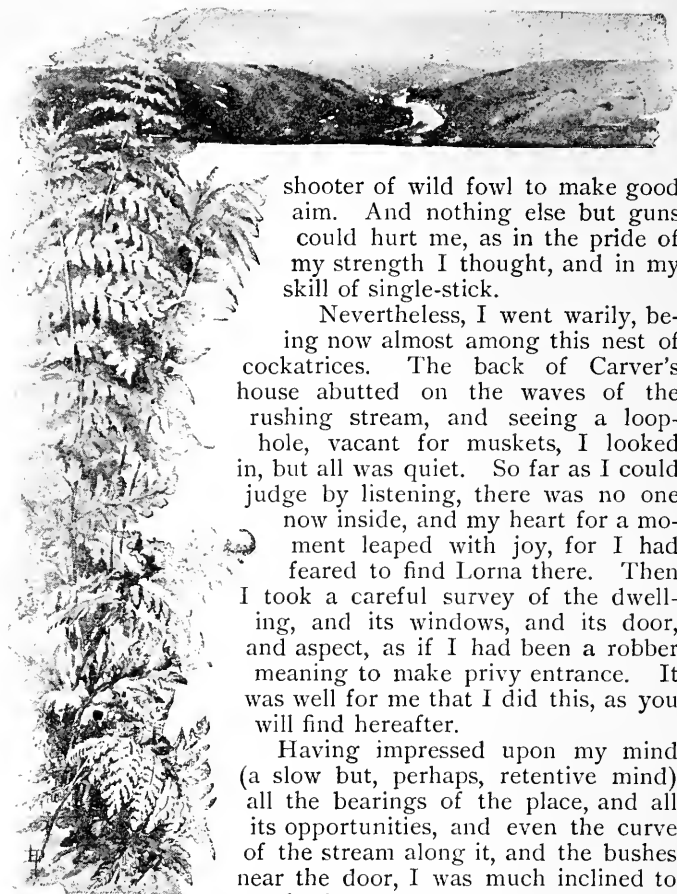 shooter of wild fowl to make good
aim. And nothing else but guns
could hurt me, as in the pride of
my strength I thought, and in my
skill of single-stick.
Nevertheless, I went warily, be-
ing now almost among this nest of
cockatrices. The back of Carver's
house abutted on the waves of the
rushing stream, and seeing a loop-
hole, vacant for muskets, I looked
in, but all was quiet. So far as I could
judge by listening, there was no one
now inside, and my heart for a mo-
ment leaped with joy, for I had
feared to find Lorna there. Then
I took a careful survey of the dwell-
ing, and its windows, and its door,
and aspect, as if I had been a robber
meaning to make privy entrance. It
was well for me that I did this, as you
will find hereafter.
Having impressed upon my mind
(a slow but, perhaps, retentive mind)
all the bearings of the place, and all
its opportunities, and even the curve
of the stream along it, and the bushes
near the door, I was much inclined to